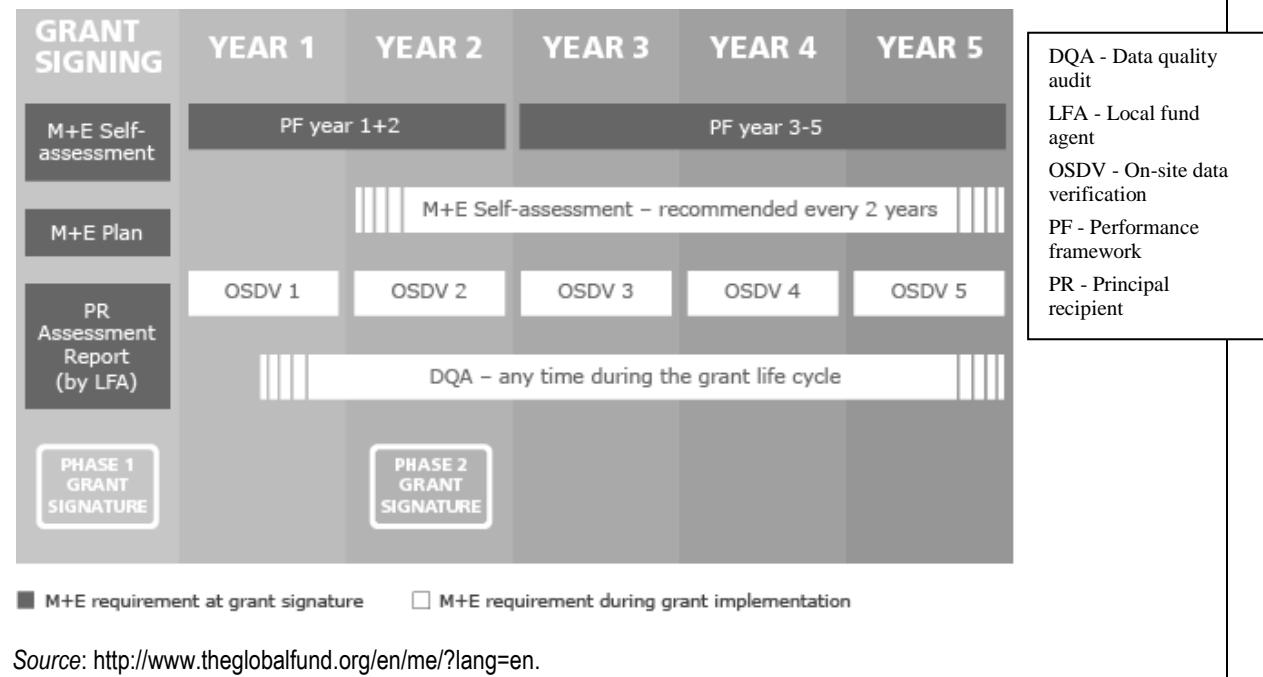 GRANT
SIGNING
YEAR 1
YEAR 2
YEAR 3
YEAR 4
YEAR 5
M+E Self-
assessment
PF year 1+2
PF year 3-5
M+E Self-assessment – recommended every 2 years
M+E Plan
OSDV 1
OSDV 2
OSDV 3
OSDV 4
OSDV 5
PR
Assessment
Report
(by LFA)
DQA – any time during the grant life cycle
PHASE 1
GRANT
SIGNATURE
PHASE 2
GRANT
SIGNATURE
M+E requirement at grant signature
M+E requirement during grant implementation
DQA - Data quality
audit
LFA - Local fund
agent
OSDV - On-site data
verification
PF - Performance
framework
PR - Principal
recipient
Source: http://www.theglobalfund.org/en/me/?lang=en.